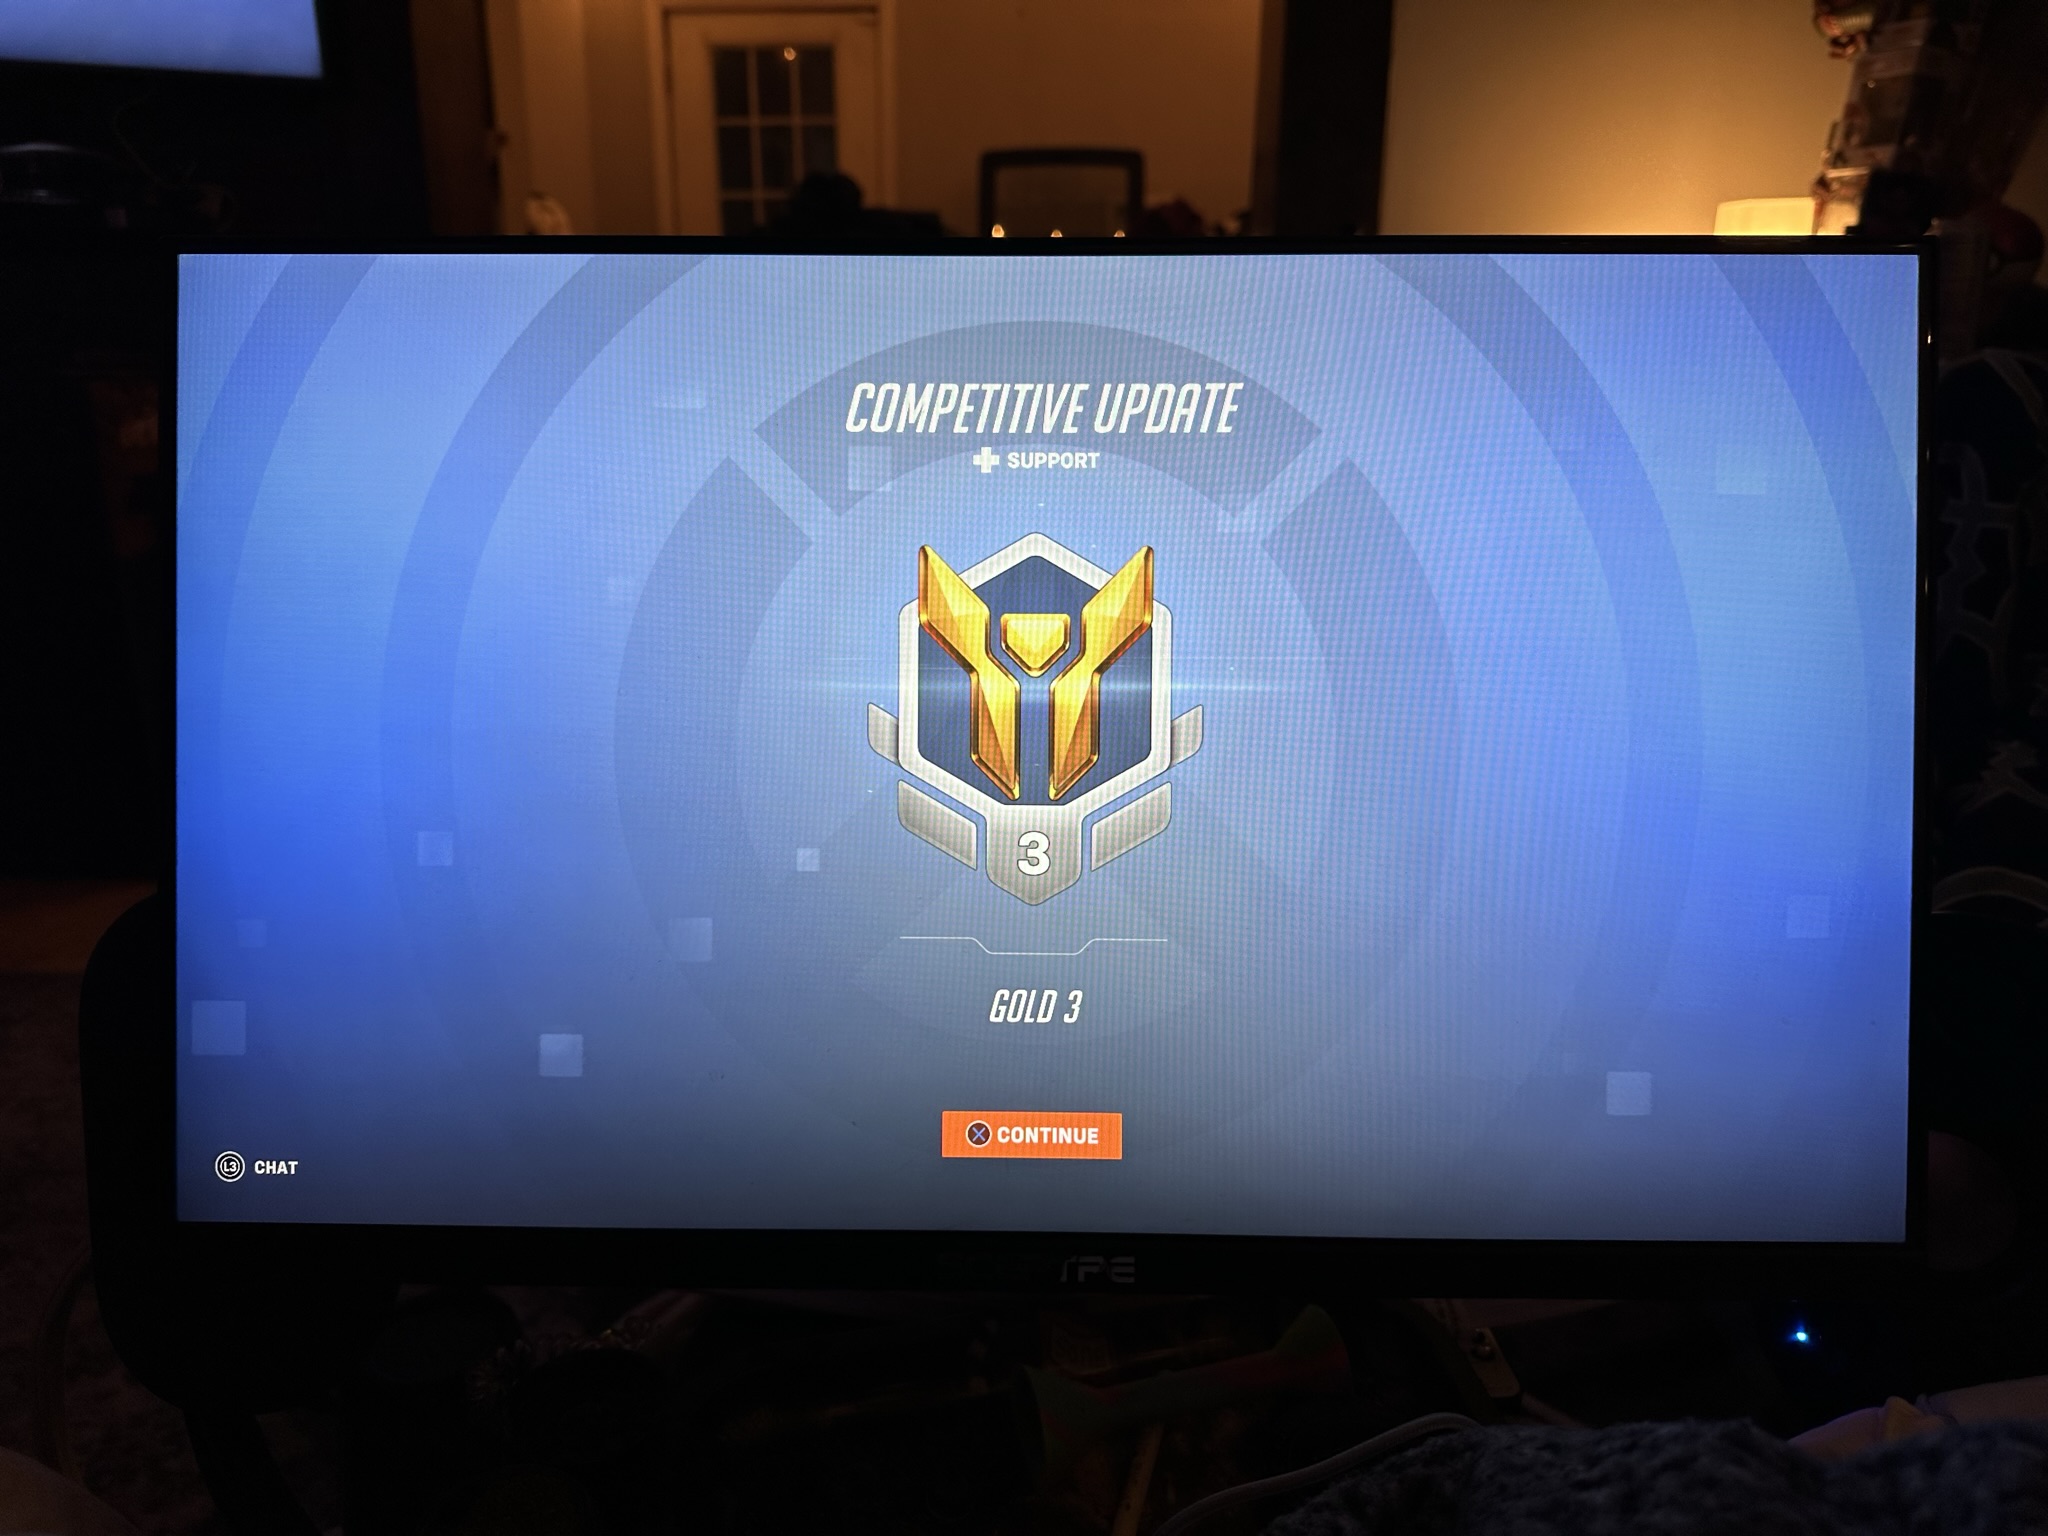 COMPETITIVE UPDATE
SUPPORT
3
GOLD 3
CONTINUE
L3 CHAT